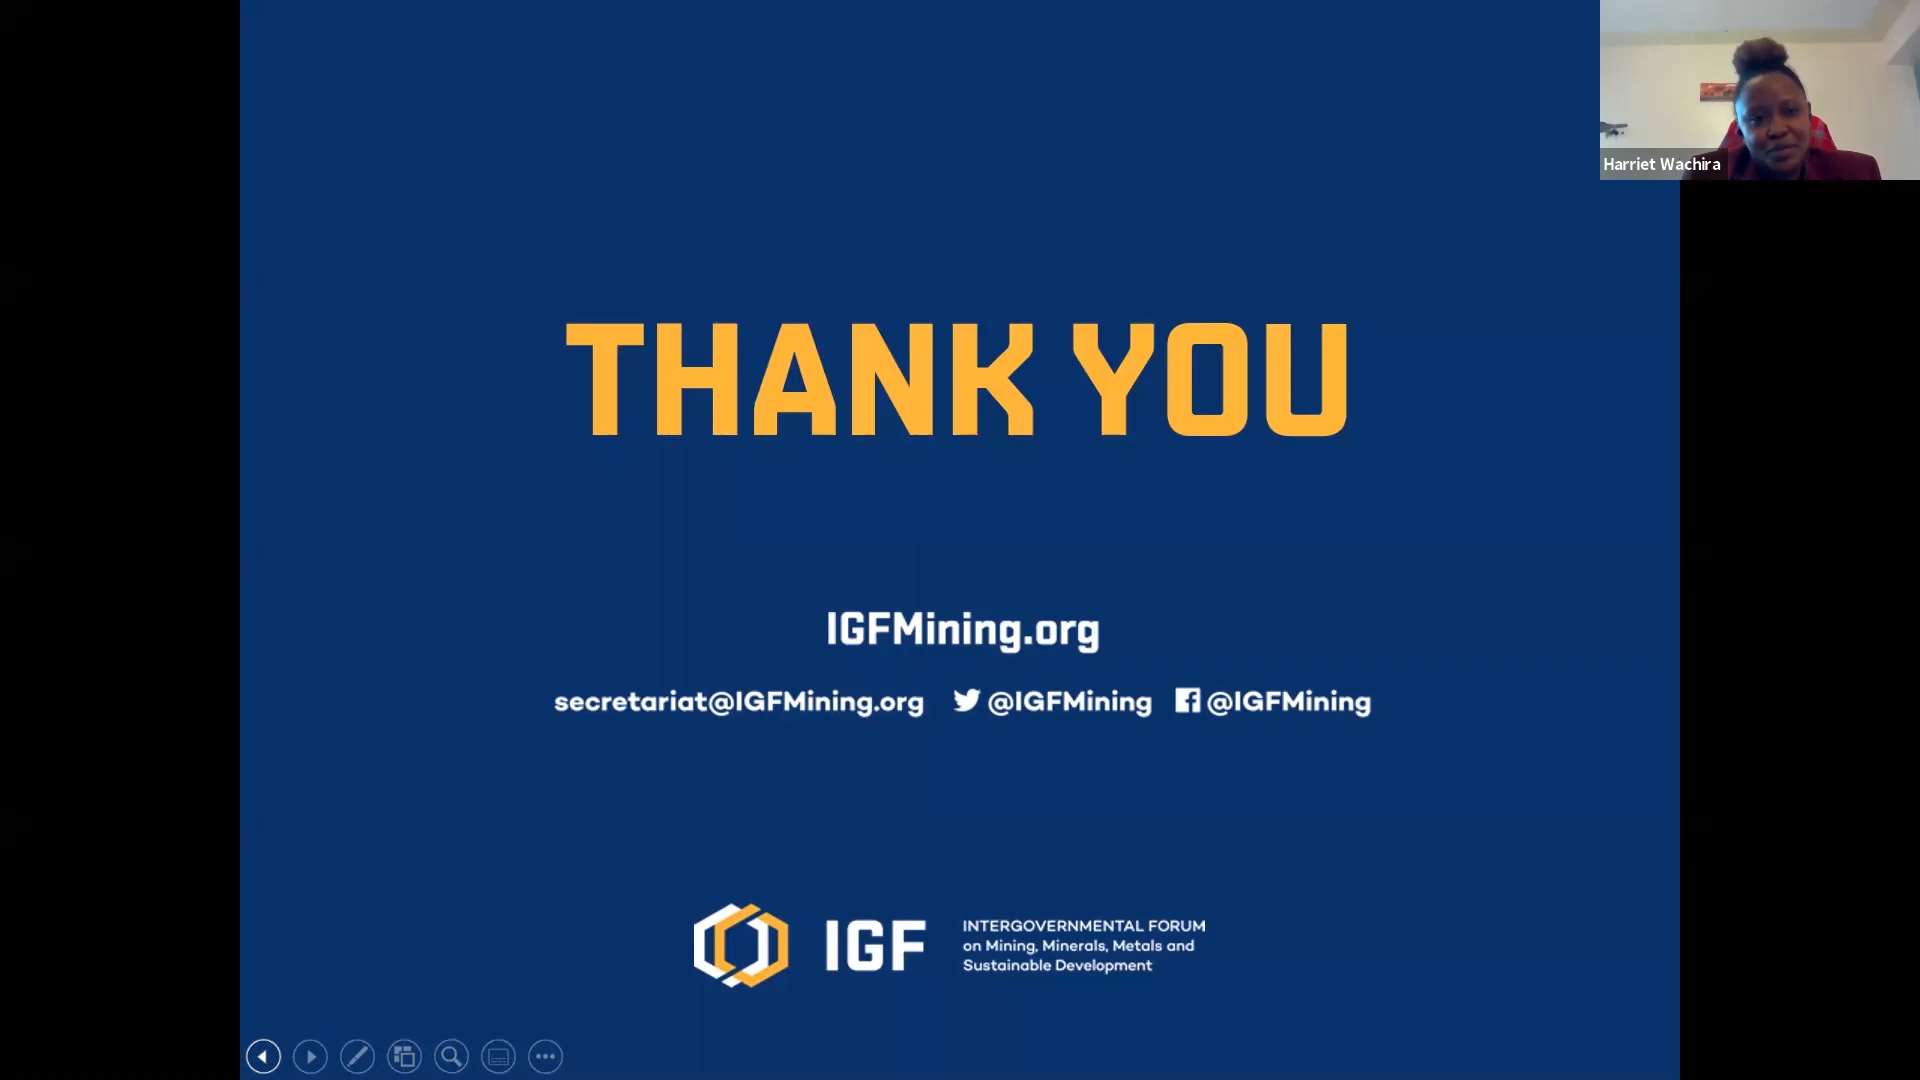 Harriet Wachira
THANK YOU
IGFMining.org
secretariat@IGFMining.org @IGFMining @IGFMining
IGF
INTERGOVERNMENTAL FORUM
on Mining, Minerals, Metals and
Sustainable Development